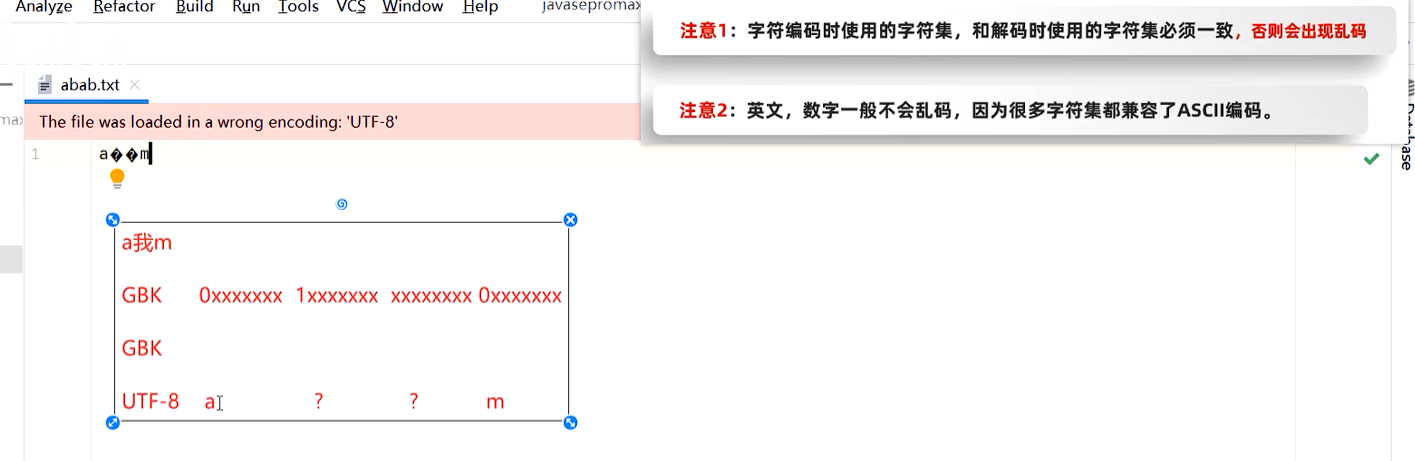 Analyze Refactor Build Run Tools VCS Window Help javasepromax
注意1：字符编码时使用的字符集，和解码时使用的字符集必须一致，否则会出现乱码
abab.txt
注意2：英文，数字一般不会乱码，因为很多字符集都兼容了ASCII编码。
The file was loaded in a wrong encoding: 'UTF-8'
max
Database
1 a��m
a我m
GBK 0xxxxxxx 1xxxxxxx xxxxxxxx 0xxxxxxx
GBK
UTF-8 a ? ? m